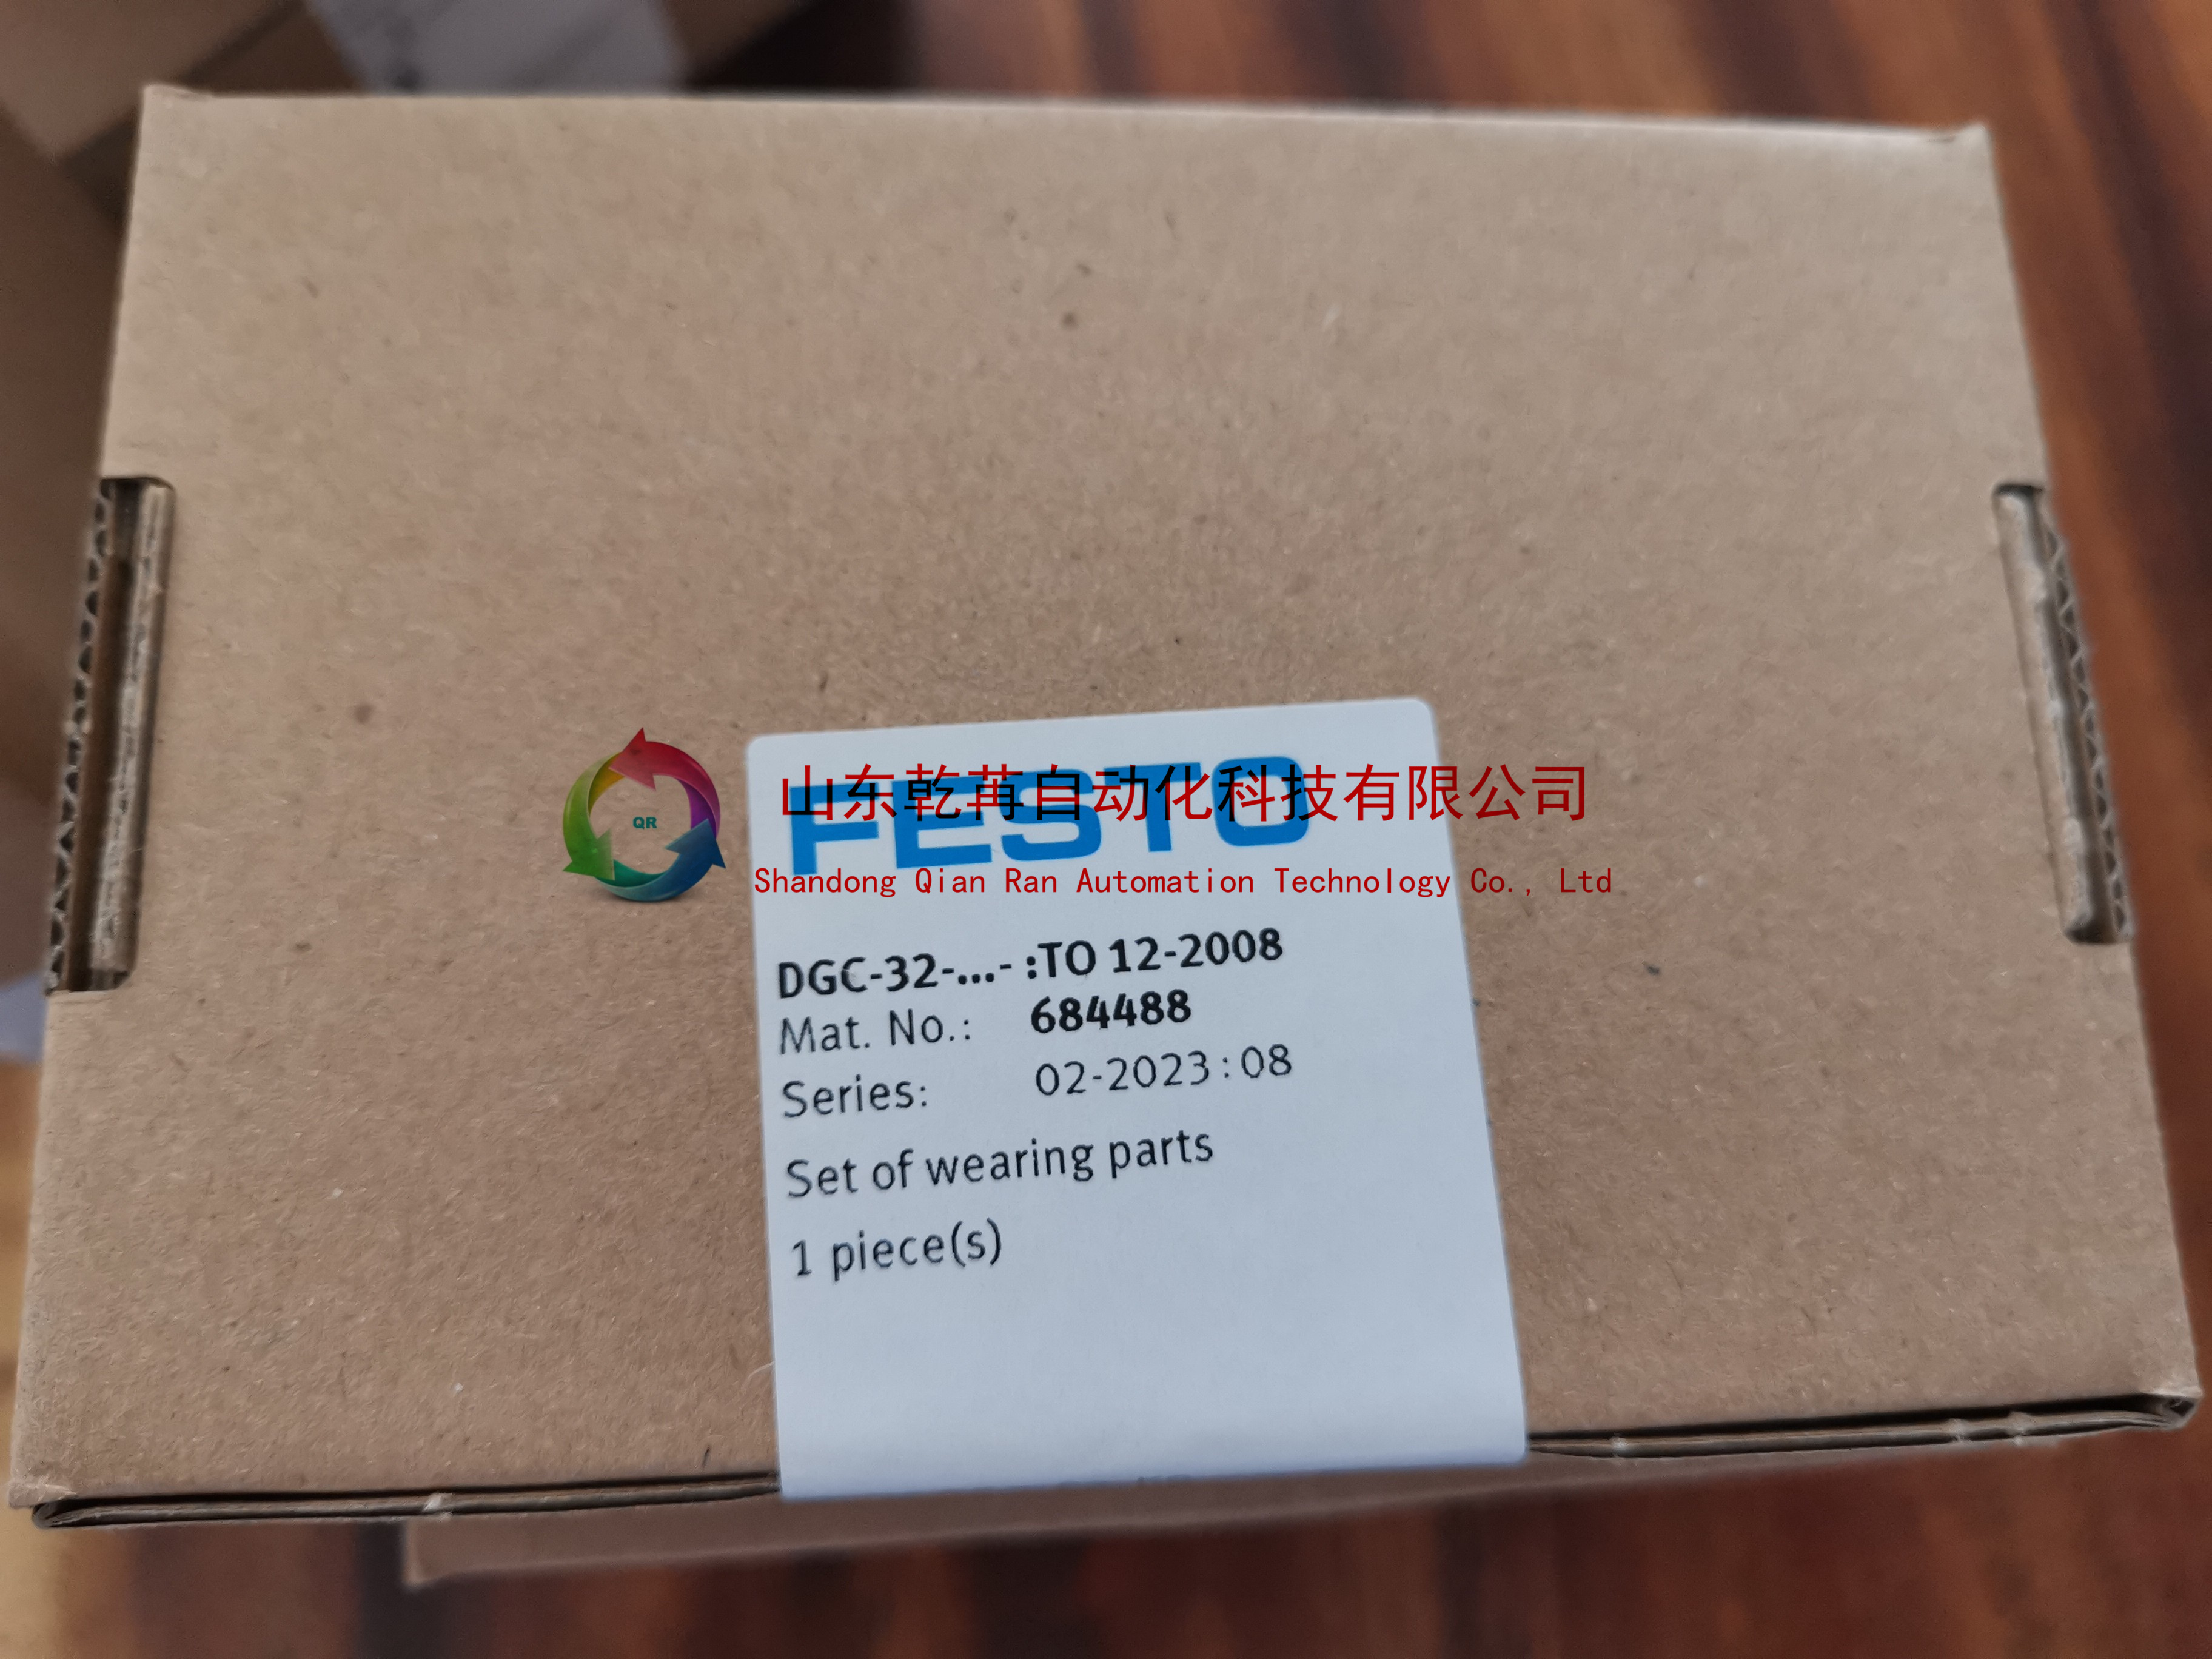 QR
山东乾苒自动化科技有限公司
FESTO
Shandong Qian Ran Automation Technology Co., Ltd
DGC-32-...- :TO 12-2008
Mat. No.: 684488
Series: 02-2023:08
Set of wearing parts
1 piece(s)